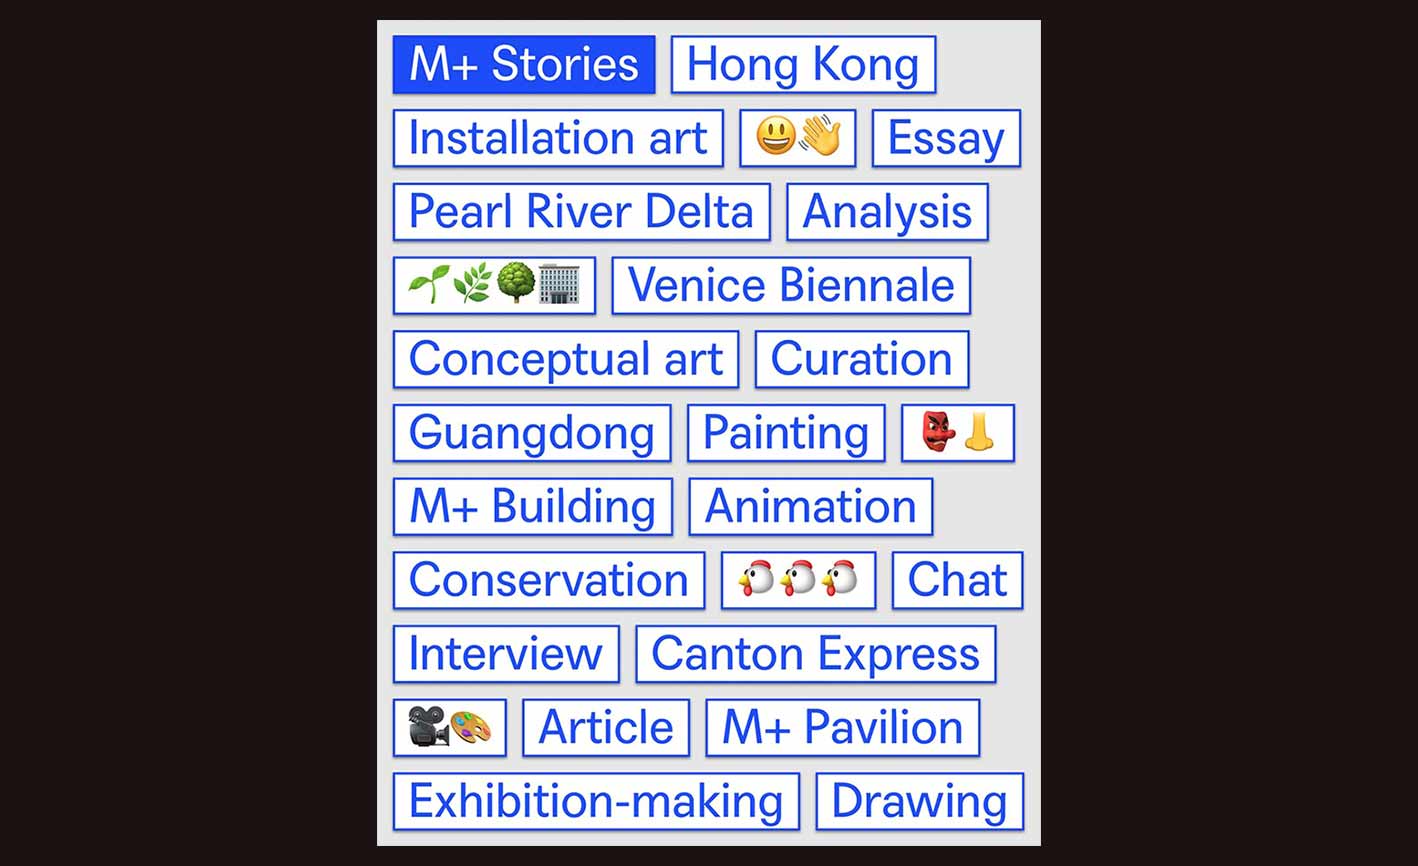 M+ Stories Hong Kong
Installation art 😃👋 Essay
Pearl River Delta Analysis
🌱🌿🌳🏢 Venice Biennale
Conceptual art Curation
Guangdong Painting 👺👃
M+ Building Animation
Conservation 🐔🐔🐔 Chat
Interview Canton Express
🎥🎨 Article M+ Pavilion
Exhibition-making Drawing